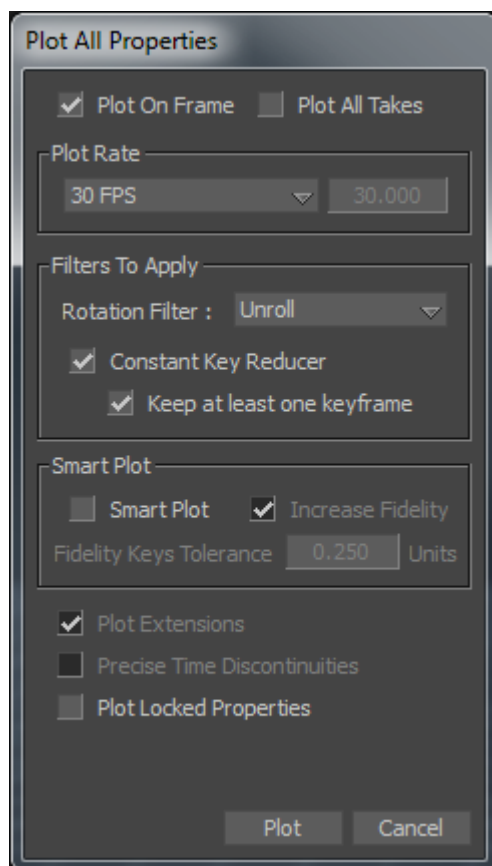 Plot All Properties
Plot On Frame Plot All Takes
Plot Rate
30 FPS 30.000
Filters To Apply
Rotation Filter : Unroll
Constant Key Reducer
Keep at least one keyframe
Smart Plot
Smart Plot Increase Fidelity
Fidelity Keys Tolerance 0.250 Units
Plot Extensions
Precise Time Discontinuities
Plot Locked Properties
Plot Cancel